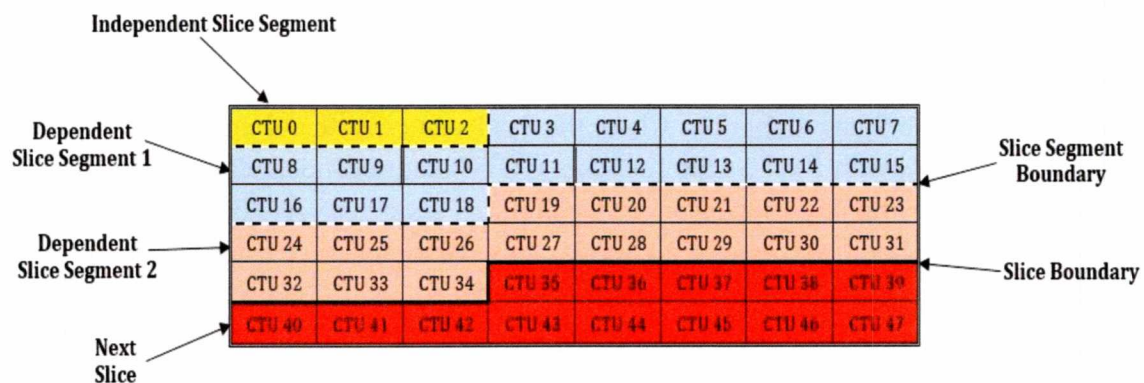 Independent Slice Segment
Dependent
Slice Segment 1
CTU 0 CTU 1 CTU 2 CTU 3 CTU 4 CTU 5 CTU 6 CTU 7
CTU 8 CTU 9 CTU 10 CTU 11 CTU 12 CTU 13 CTU 14 CTU 15
Slice Segment
Boundary
CTU 16 CTU 17 CTU 18 CTU 19 CTU 20 CTU 21 CTU 22 CTU 23
Dependent
Slice Segment 2
CTU 24 CTU 25 CTU 26 CTU 27 CTU 28 CTU 29 CTU 30 CTU 31
CTU 32 CTU 33 CTU 34 CTU 35 CTU 36 CTU 37 CTU 38 CTU 39
Slice Boundary
CTU 40 CTU 41 CTU 42 CTU 43 CTU 44 CTU 45 CTU 46 CTU 47
Next
Slice